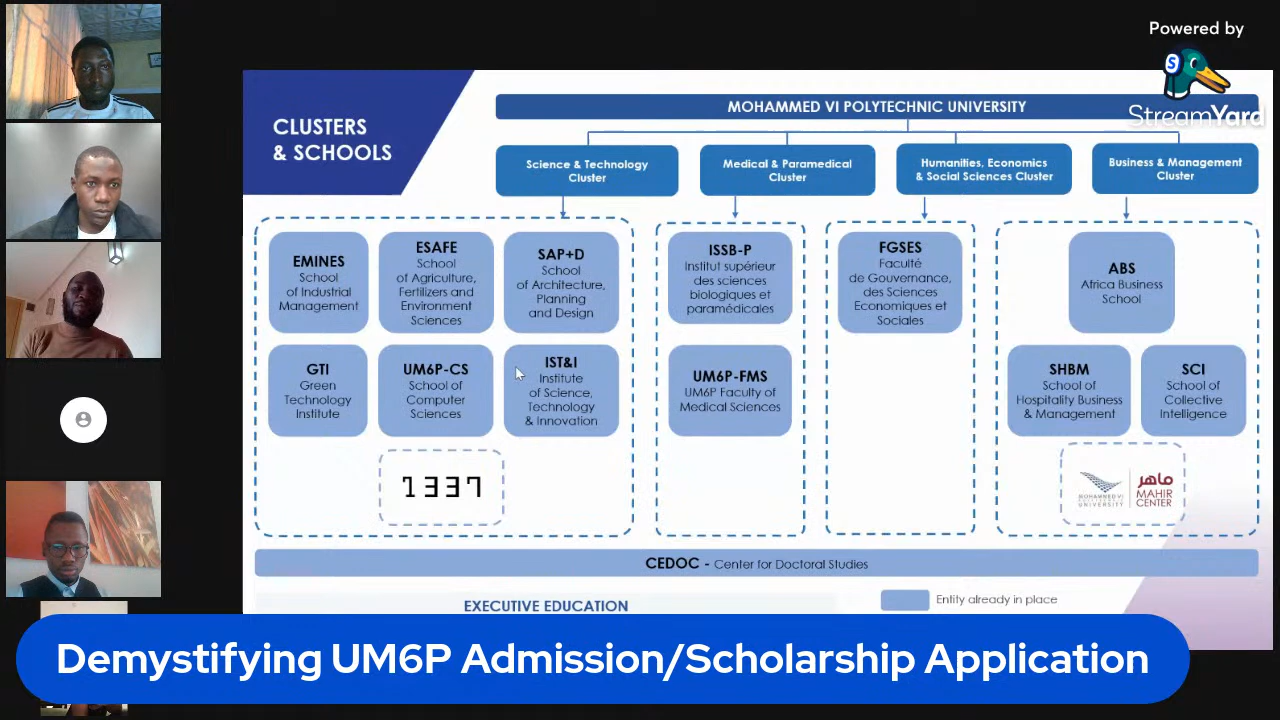 Powered by
StreamYard
CLUSTERS
& SCHOOLS
MOHAMMED VI POLYTECHNIC UNIVERSITY
Science & Technology
Cluster
Medical & Paramedical
Cluster
Humanities, Economics
& Social Sciences Cluster
Business & Management
Cluster
EMINES
School
of Industrial
Management
ESAFE
School
of Agriculture,
Fertilizers and
Environment
Sciences
SAP+D
School
of Architecture,
Planning
and Design
GTI
Green
Technology
Institute
UM6P-CS
School of
Computer
Sciences
IST&I
Institute
of Science,
Technology
& Innovation
1337
ISSB-P
Institut supérieur
des sciences
biologiques et
paramédicales
UM6P-FMS
UM6P Faculty of
Medical Sciences
FGSES
Faculté
de Gouvernance,
des Sciences
Economiques et
Sociales
ABS
Africa Business
School
SHBM
School of
Hospitality Business
& Management
SCI
School of
Collective
Intelligence
MOHAMMED VI
POLYTECHNIC
UNIVERSITY
ماهر
MAHIR
CENTER
CEDOC - Center for Doctoral Studies
EXECUTIVE EDUCATION
Entity already in place
Demystifying UM6P Admission/Scholarship Application